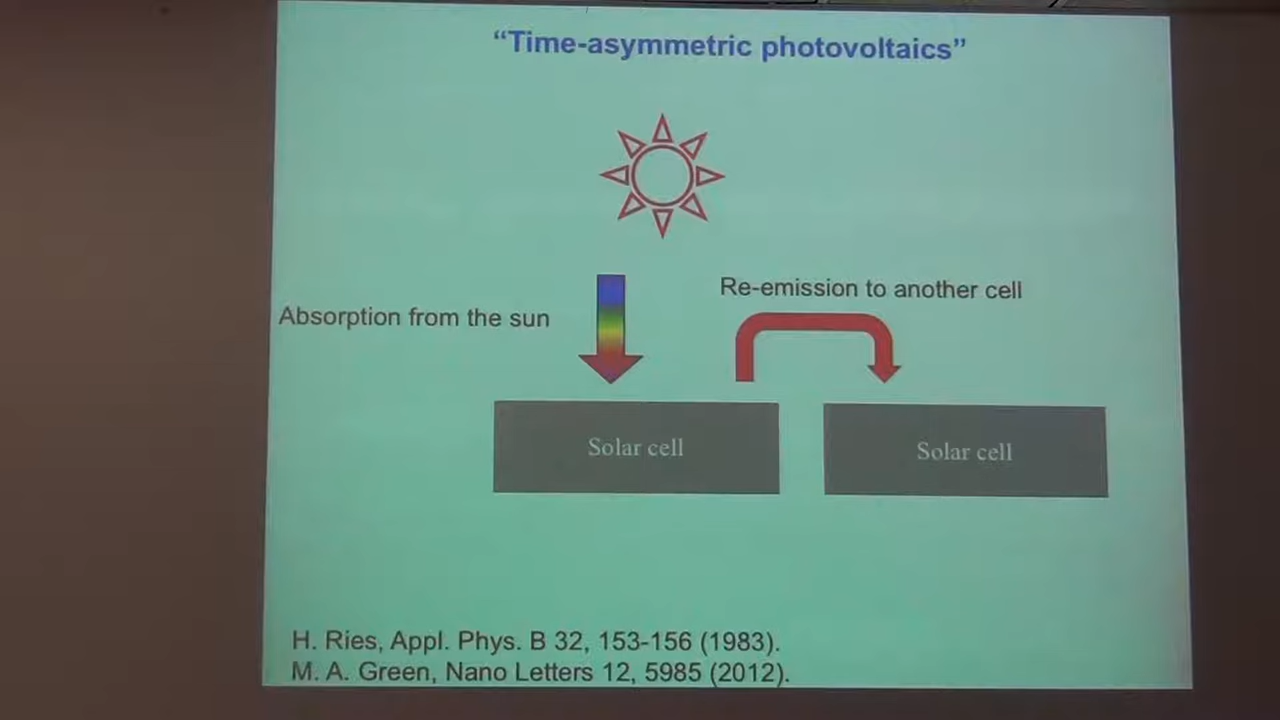 “Time-asymmetric photovoltaics”
Re-emission to another cell
Absorption from the sun
Solar cell
Solar cell
H. Ries, Appl. Phys. B 32, 153-156 (1983).
M. A. Green, Nano Letters 12, 5985 (2012).